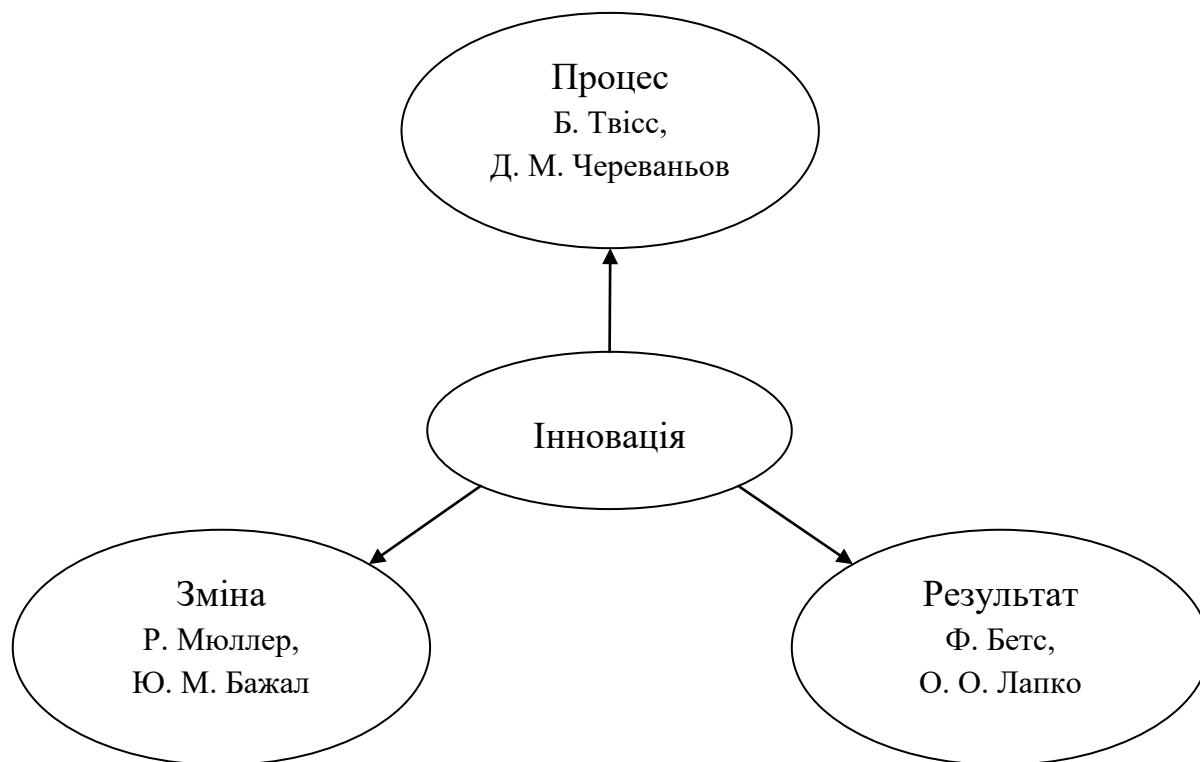 Процес
Б. Твісс,
Д. М. Череваньов
Інновація
Зміна
Р. Мюллер,
Ю. М. Бажал
Результат
Ф. Бетс,
О. О. Лапко